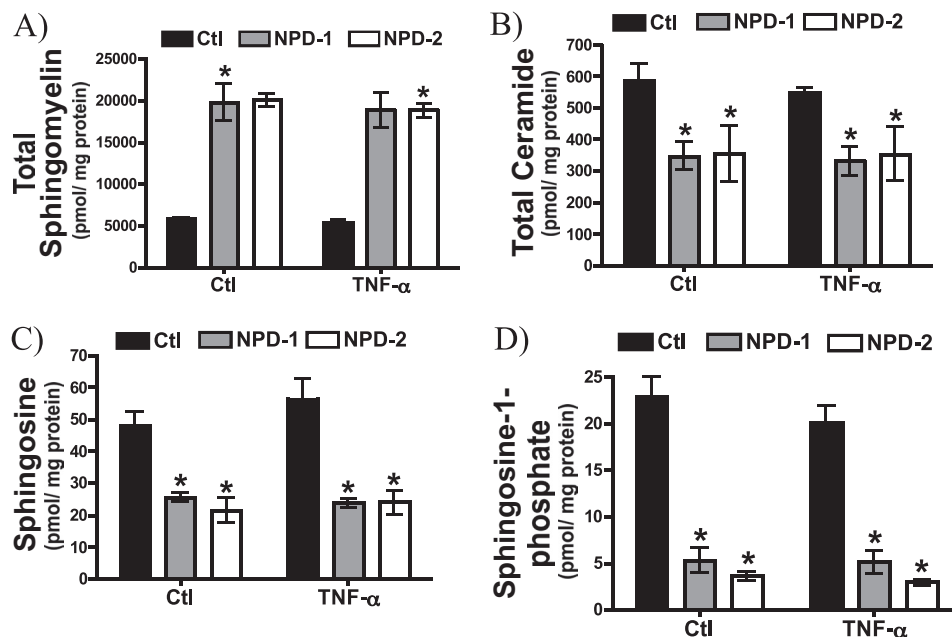 A)
Ctl NPD-1 NPD-2
Total
Sphingomyelin
(pmol/ mg protein)
25000
20000
15000
10000
5000
0
*
*
Ctl TNF-α
B)
Ctl NPD-1 NPD-2
Total Ceramide
(pmol/ mg protein)
700
600
500
400
300
200
100
0
* *
* *
Ctl TNF-α
C)
Ctl NPD-1 NPD-2
Sphingosine
(pmol/ mg protein)
70
60
50
40
30
20
10
0
* *
* *
Ctl TNF-α
D)
Ctl NPD-1 NPD-2
Sphingosine-1-
phosphate
(pmol/ mg protein)
25
20
15
10
5
0
* *
* *
Ctl TNF-α